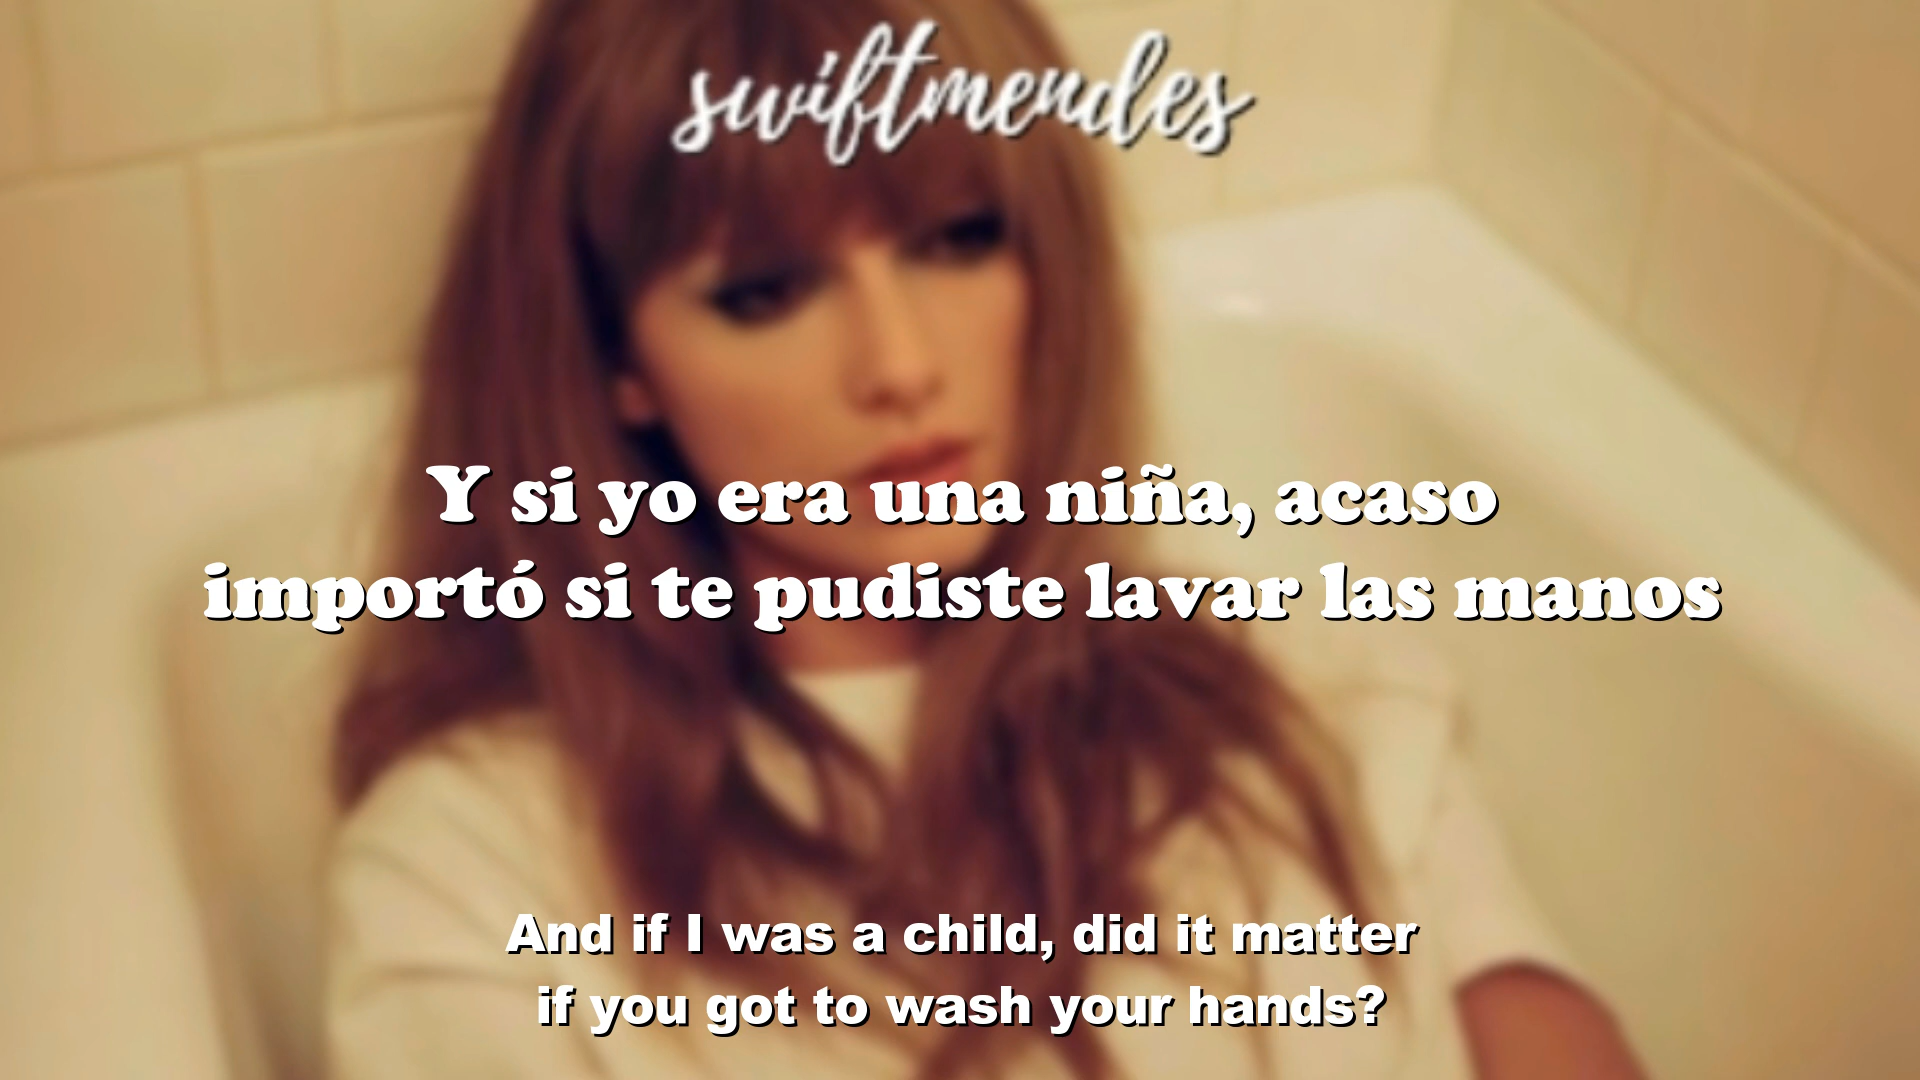 swiftmendes
Y si yo era una niña, acaso
importó si te pudiste lavar las manos
And if I was a child, did it matter
if you got to wash your hands?